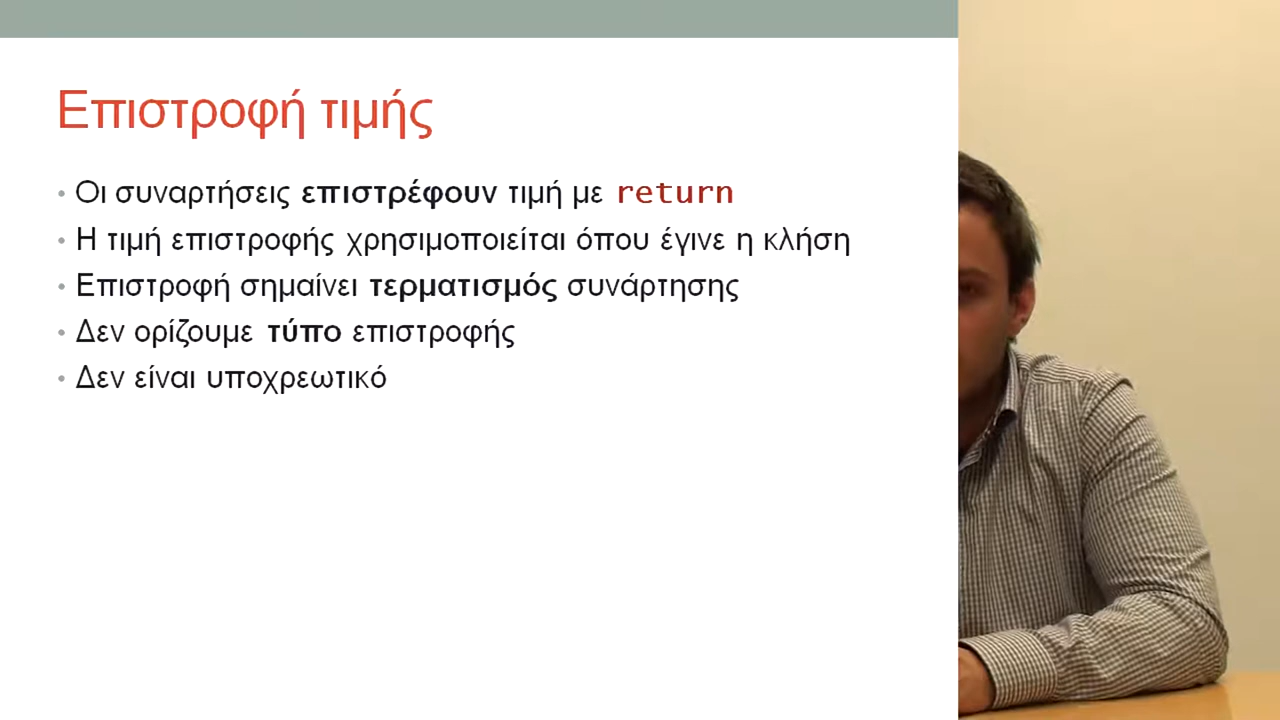 Επιστροφή τιμής
• Οι συναρτήσεις επιστρέφουν τιμή με return
• Η τιμή επιστροφής χρησιμοποιείται όπου έγινε η κλήση
• Επιστροφή σημαίνει τερματισμός συνάρτησης
• Δεν ορίζουμε τύπο επιστροφής
• Δεν είναι υποχρεωτικό